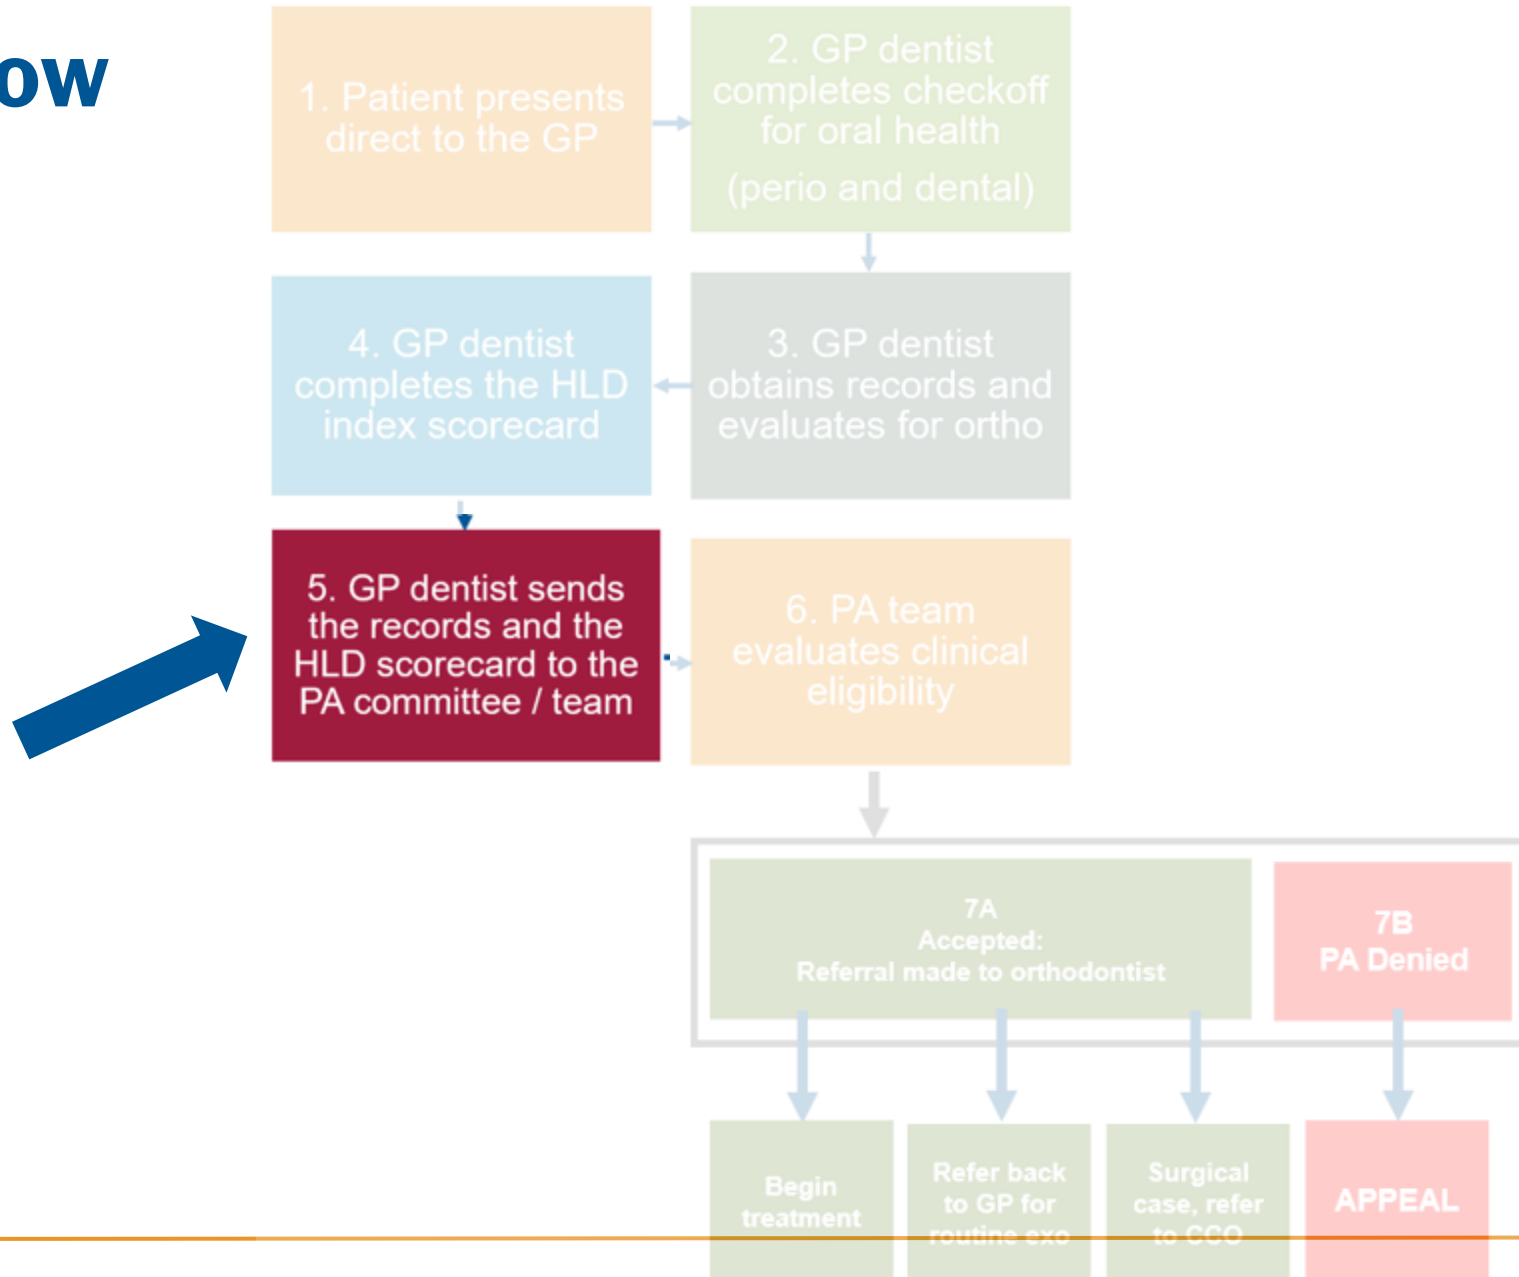 ow
1. Patient presents
direct to the GP
2. GP dentist
completes checkoff
for oral health
(perio and dental)
4. GP dentist
completes the HLD
index scorecard
3. GP dentist
obtains records and
evaluates for ortho
5. GP dentist sends
the records and the
HLD scorecard to the
PA committee / team
6. PA team
evaluates clinical
eligibility
7A
Accepted:
Referral made to orthodontist
7B
PA Denied
Begin
treatment
Refer back
to GP for
routine exo
Surgical
case, refer
to CCO
APPEAL